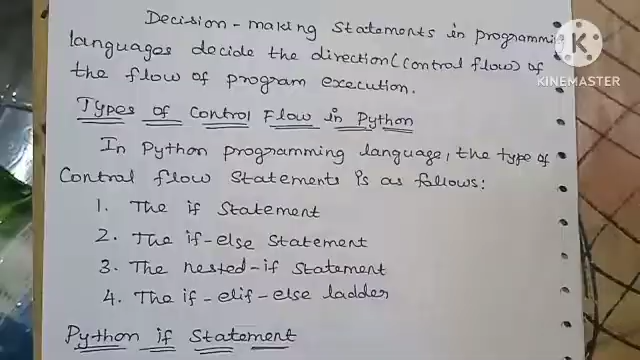 Decision-making statements in programming
languages decide the direction (control flow) of
the flow of program execution.
Types of Control Flow in Python
In Python programming language, the type of
Control flow Statements is as follows:
1. The if Statement
2. The if-else Statement
3. The nested-if Statement
4. The if-elif-else ladder
Python if Statement
KINEMASTER